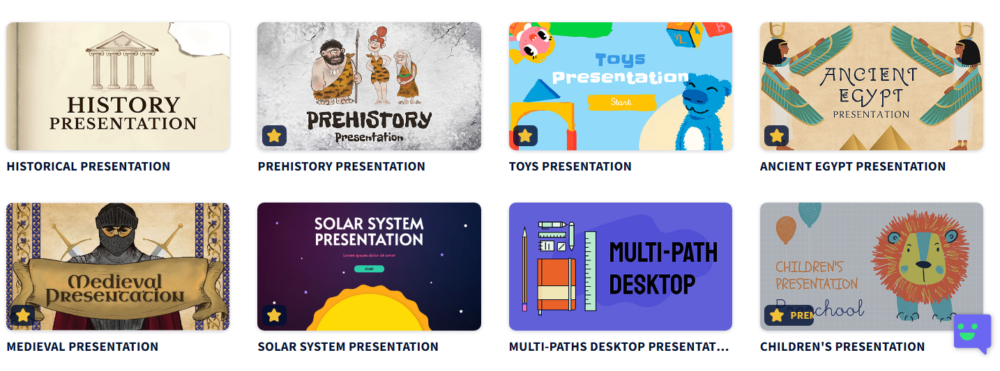 HISTORY
PRESENTATION
HISTORICAL PRESENTATION
PREHISTORY
Presentation
PREHISTORY PRESENTATION
2
B
Toys
Presentation
Start
TOYS PRESENTATION
ANCIENT
EGYPT
PRESENTATION
ANCIENT EGYPT PRESENTATION
Medieval
Presentation
MEDIEVAL PRESENTATION
SOLAR SYSTEM
PRESENTATION
Lorem ipsum dolor sit amet
START
SOLAR SYSTEM PRESENTATION
MULTI-PATH
DESKTOP
MULTI-PATHS DESKTOP PRESENTAT...
CHILDREN'S
PRESENTATION
Preschool
PREM
CHILDREN'S PRESENTATION